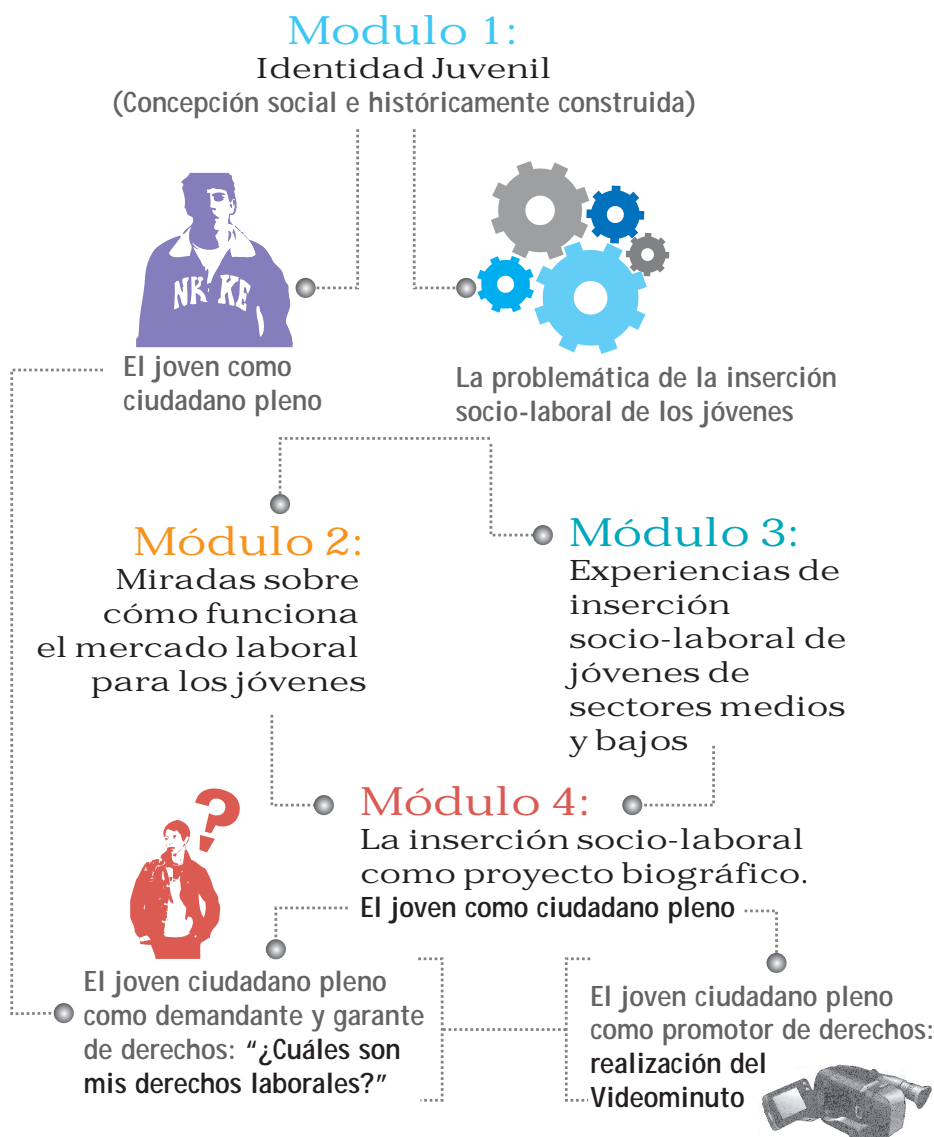 Modulo 1:
Identidad Juvenil
(Concepción social e históricamente construida)
NIKE
El joven como
ciudadano pleno
La problemática de la inserción
socio-laboral de los jóvenes
Módulo 2:
Miradas sobre
cómo funciona
el mercado laboral
para los jóvenes
Módulo 3:
Experiencias de
inserción
socio-laboral de
jóvenes de
sectores medios
y bajos
?
Módulo 4:
La inserción socio-laboral
como proyecto biográfico.
El joven como ciudadano pleno
El joven ciudadano pleno
como demandante y garante
de derechos: "¿Cuáles son
mis derechos laborales?"
El joven ciudadano pleno
como promotor de derechos:
realización del
Videominuto